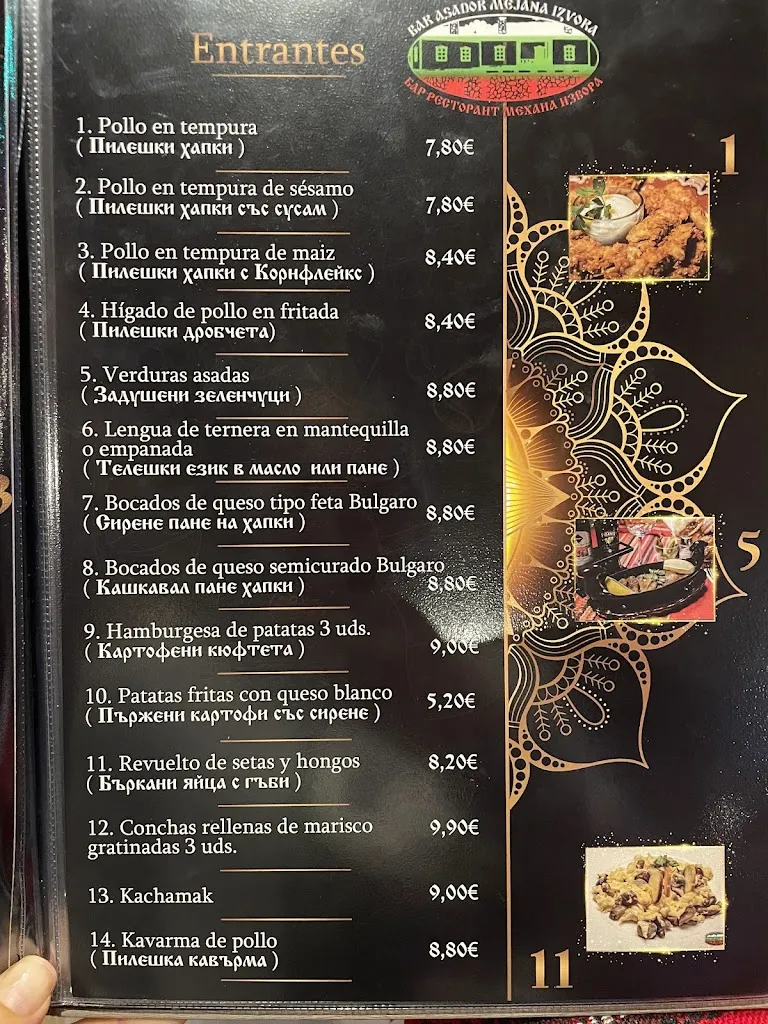 Entrantes
BAR ASADOR MEJANA IZVORA
БАР РЕСТОРАНТ МЕХАНА ИЗВОРА
1. Pollo en tempura
( Пилешки хапки )
7,80€
2. Pollo en tempura de sésamo
( Пилешки хапки със сусам )
7,80€
3. Pollo en tempura de maiz
( Пилешки хапки с Корифлейкс )
8,40€
4. Hígado de pollo en fritada
( Пилешки дробчета)
8,40€
5. Verduras asadas
( Задушени зеленчуци )
8,80€
6. Lengua de ternera en mantequilla
o empanada
( Телешки език в масло или пане )
8,80€
7. Bocados de queso tipo feta Bulgaro
( Сирене пане на хапки )
8,80€
8. Bocados de queso semicurado Bulgaro
( Кашкавал пане хапки )
8,80€
9. Hamburgesa de patatas 3 uds.
( Картофени кюфтета )
9,00€
10. Patatas fritas con queso blanco
( Пържени картофи със сирене )
5,20€
11. Revuelto de setas y hongos
( Бъркани яйца с гъби )
8,20€
12. Conchas rellenas de marisco
gratinadas 3 uds.
9,90€
13. Kachamak
9,00€
14. Kavarma de pollo
( Пилешка кавърма )
8,80€
1
5
11
3